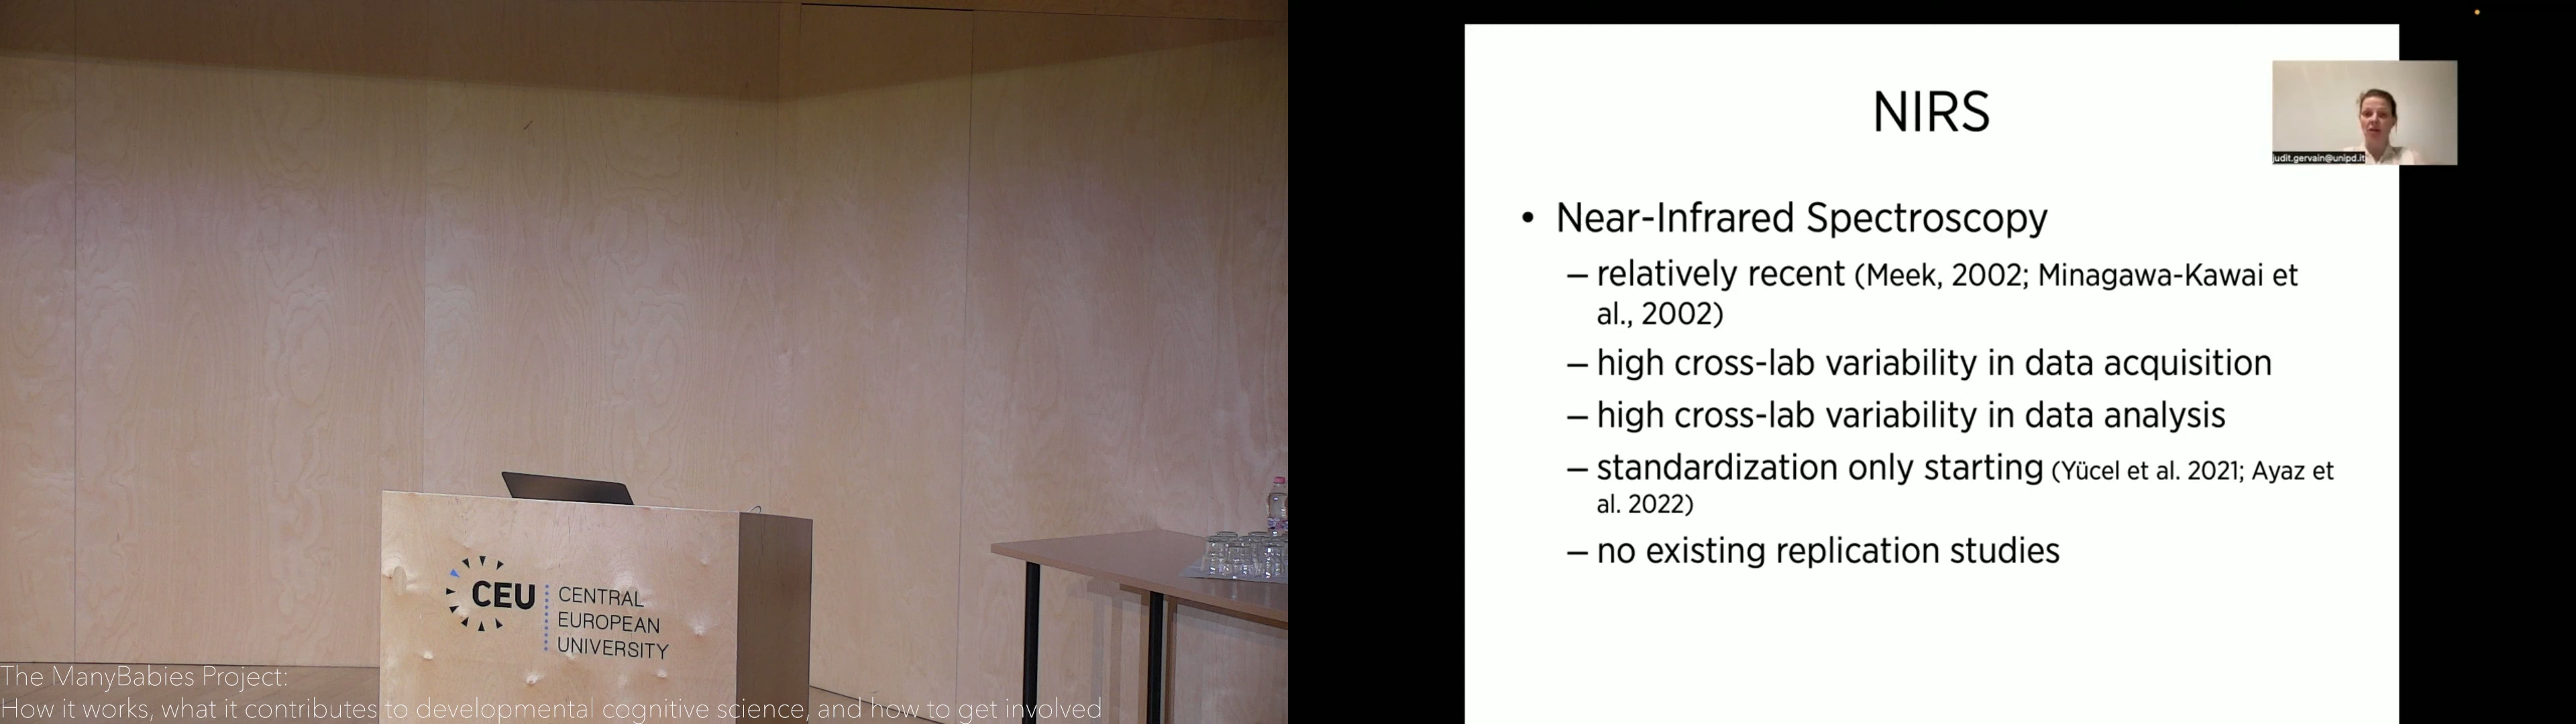 CEU
CENTRAL
EUROPEAN
UNIVERSITY
The ManyBabies Project:
How it works, what it contributes to developmental cognitive science, and how to get involved
NIRS
judit.gervain@unipd.it
• Near-Infrared Spectroscopy
– relatively recent (Meek, 2002; Minagawa-Kawai et
al., 2002)
– high cross-lab variability in data acquisition
– high cross-lab variability in data analysis
– standardization only starting (Yücel et al. 2021; Ayaz et
al. 2022)
– no existing replication studies